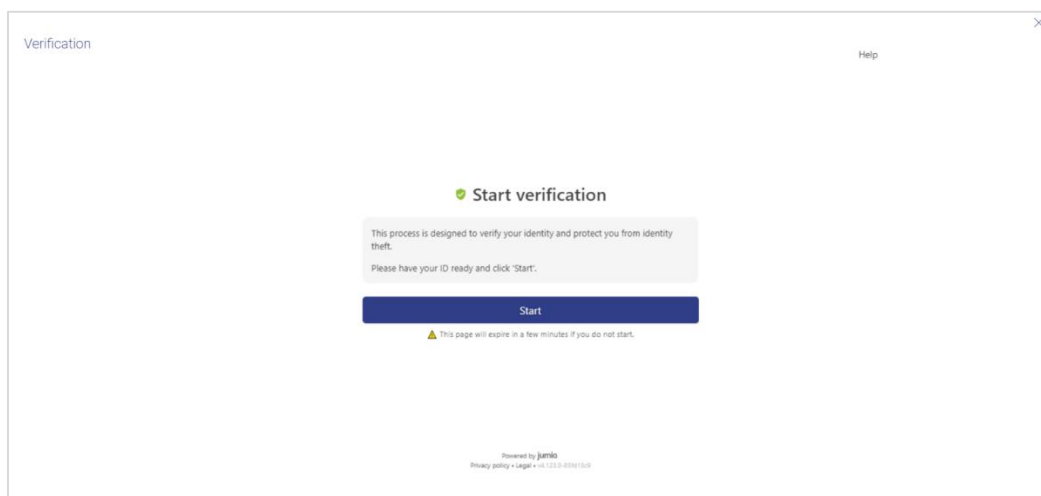 Verification
Help
Start verification
This process is designed to verify your identity and protect you from identity
theft.
Please have your ID ready and click 'Start'.
Start
This page will expire in a few minutes if you do not start.
Powered by jumio
Privacy policy • Legal •